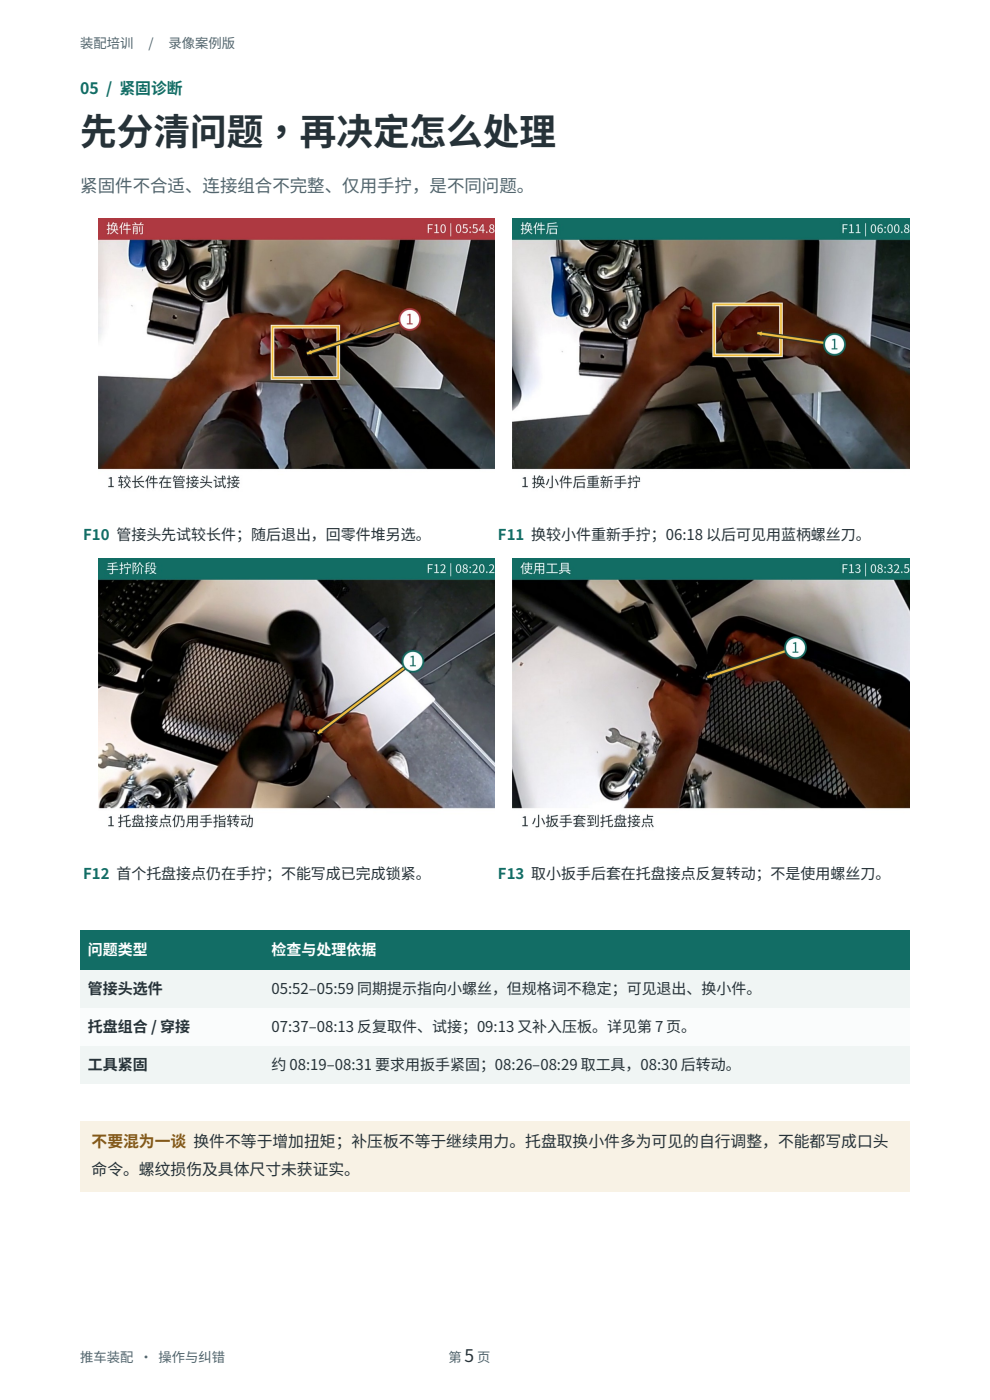 装配培训 / 录像案例版
05 / 紧固诊断
先分清问题，再决定怎么处理
紧固件不合适、连接组合不完整、仅用手拧，是不同问题。
换件前 F10 | 05:54.8
换件后 F11 | 06:00.8
1
1
1 较长件在管接头试接
1 换小件后重新手拧
F10 管接头先试较长件；随后退出，回零件堆另选。
F11 换较小件重新手拧；06:18 以后可见用蓝柄螺丝刀。
手拧阶段 F12 | 08:20.2
使用工具 F13 | 08:32.5
1
1
1 托盘接点仍用手指转动
1 小扳手套到托盘接点
F12 首个托盘接点仍在手拧；不能写成已完成锁紧。
F13 取小扳手后套在托盘接点反复转动；不是使用螺丝刀。
问题类型 检查与处理依据
管接头选件 05:52–05:59 同期提示指向小螺丝，但规格词不稳定；可见退出、换小件。
托盘组合 / 穿接 07:37–08:13 反复取件、试接；09:13 又补入压板。详见第 7 页。
工具紧固 约 08:19–08:31 要求用扳手紧固；08:26–08:29 取工具，08:30 后转动。
不要混为一谈 换件不等于增加扭矩；补压板不等于继续用力。托盘取换小件多为可见的自行调整，不能都写成口头
命令。螺纹损伤及具体尺寸未获证实。
推车装配 · 操作与纠错
第 5 页